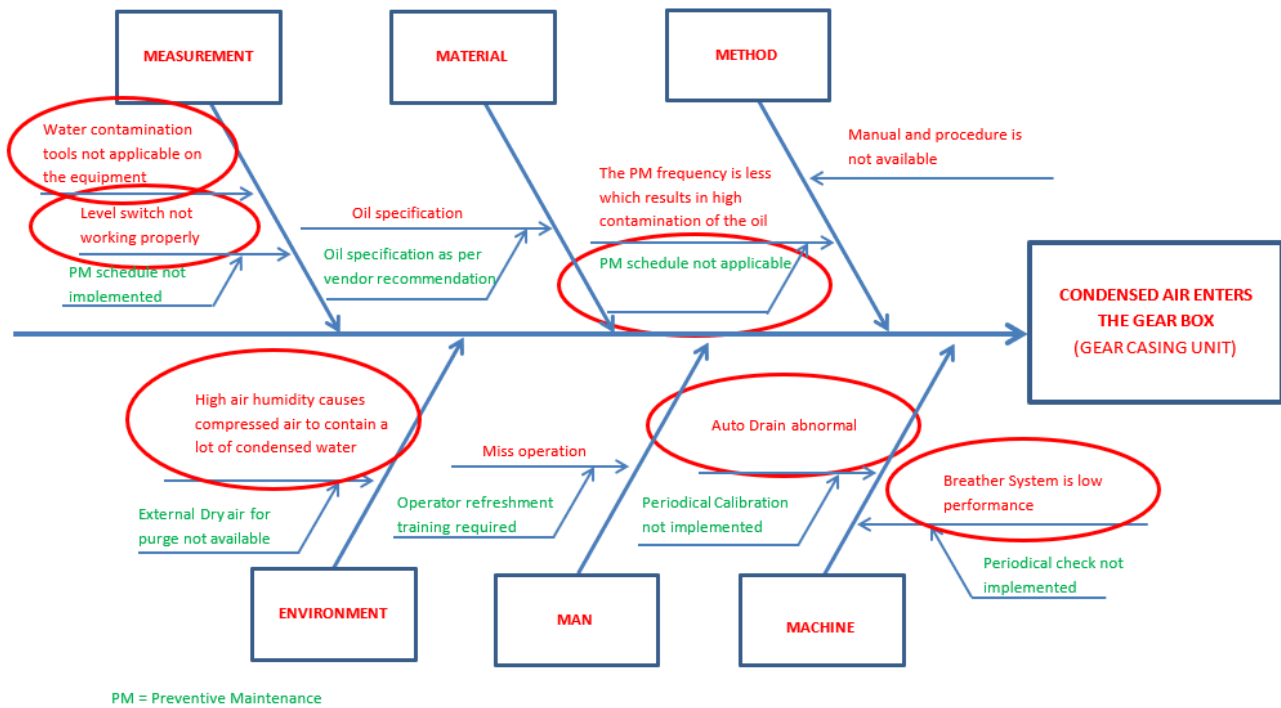 MEASUREMENT
MATERIAL
METHOD
Water contamination
tools not applicable on
the equipment
Level switch not
working properly
PM schedule not
implemented
Oil specification
Oil specification as per
vendor recommendation
The PM frequency is less
which results in high
contamination of the oil
PM schedule not applicable
Manual and procedure is
not available
CONDENSED AIR ENTERS
THE GEAR BOX
(GEAR CASING UNIT)
High air humidity causes
compressed air to contain a
lot of condensed water
External Dry air for
purge not available
Miss operation
Operator refreshment
training required
Auto Drain abnormal
Periodical Calibration
not implemented
Breather System is low
performance
Periodical check not
implemented
ENVIRONMENT
MAN
MACHINE
PM = Preventive Maintenance